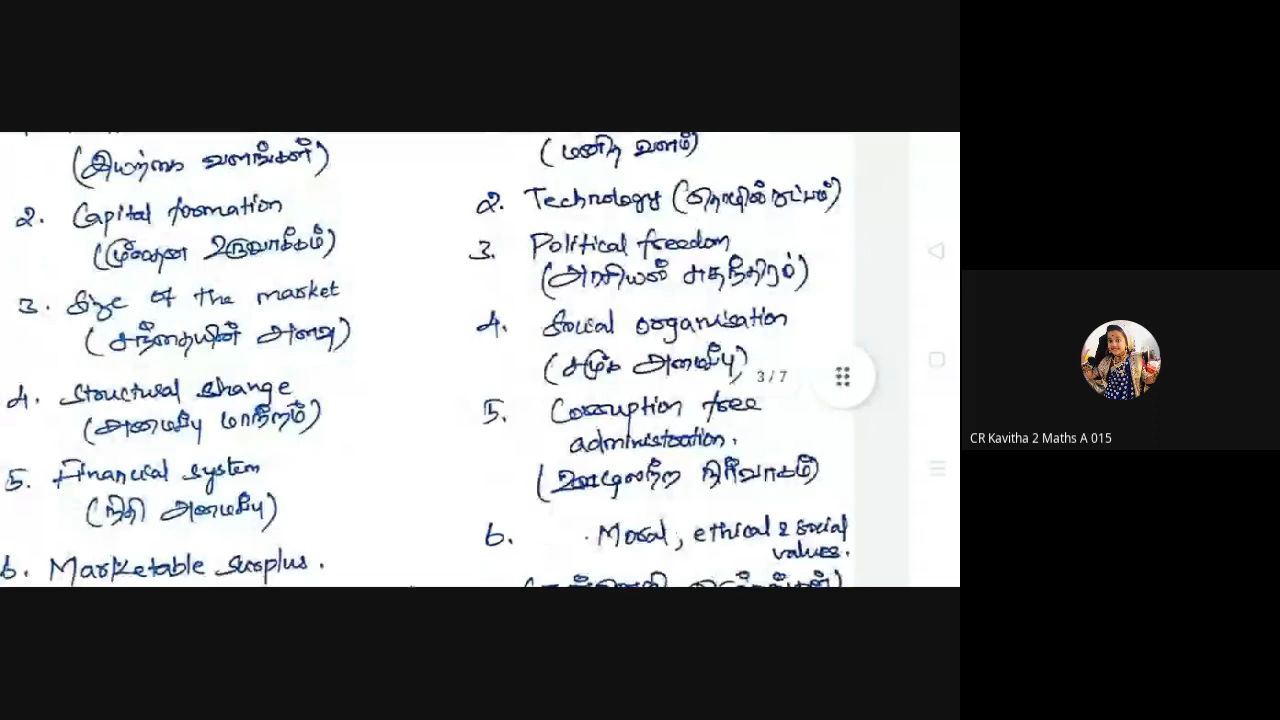 (இயற்கை வளங்கள்)
2. Capital formation
(மூலதன உருவாக்கம்)
3. Size of the market
(சந்தையின் அளவு)
4. Structural change
(அமைப்பு மாற்றம்)
5. Financial system
(நிதி அமைப்பு)
6. Marketable Surplus.
(மனித வளம்)
2. Technology (தொழில்நுட்பம்)
3. Political freedom
(அரசியல் சுதந்திரம்)
4. Social organisation
(சமூக அமைப்பு)
3/7
5. Corruption free
administration.
(ஊழலற்ற நிர்வாகம்)
6. Moral, ethical & social
values.
CR Kavitha 2 Maths A 015